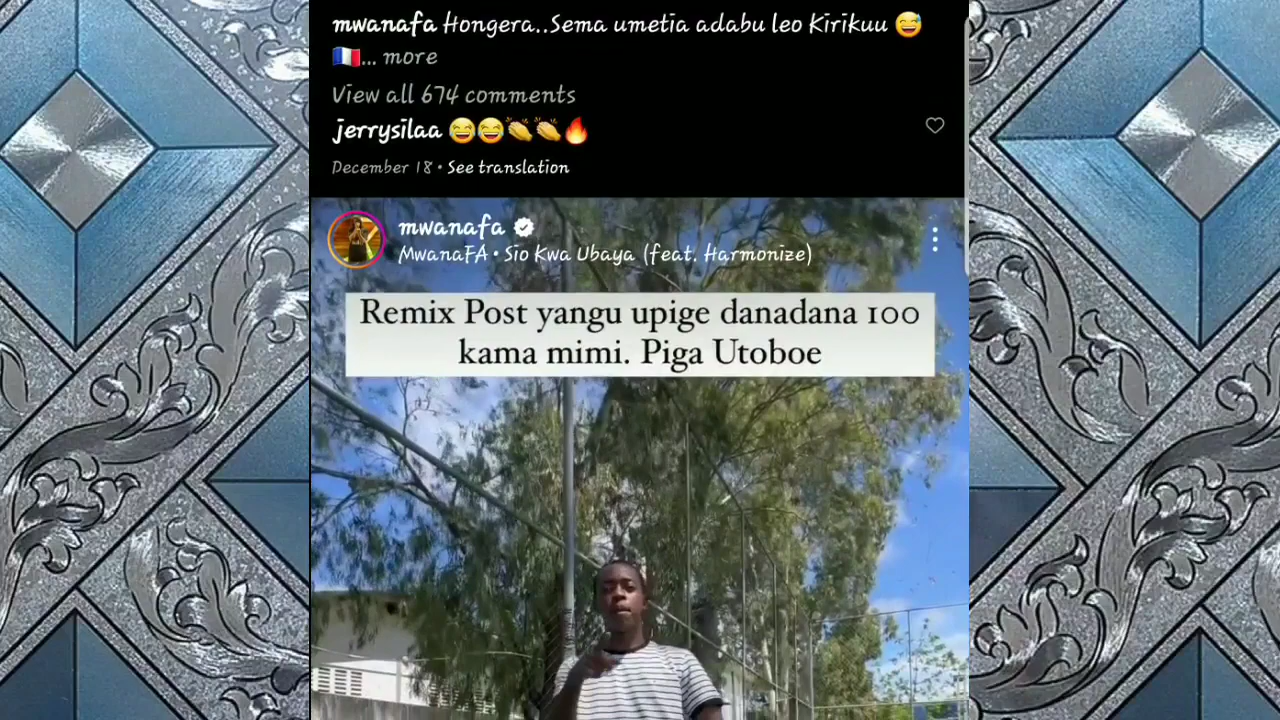 mwanafa Hongera..Sema umetia adabu leo Kirikuu 😅
🇫🇷... more
View all 674 comments
jerrysilaa 😂😂👏👏🔥
December 18 • See translation
mwanafa
MwanaFA • Sio Kwa Ubaya (feat. Harmonize)
Remix Post yangu upige danadana 100
kama mimi. Piga Utoboe